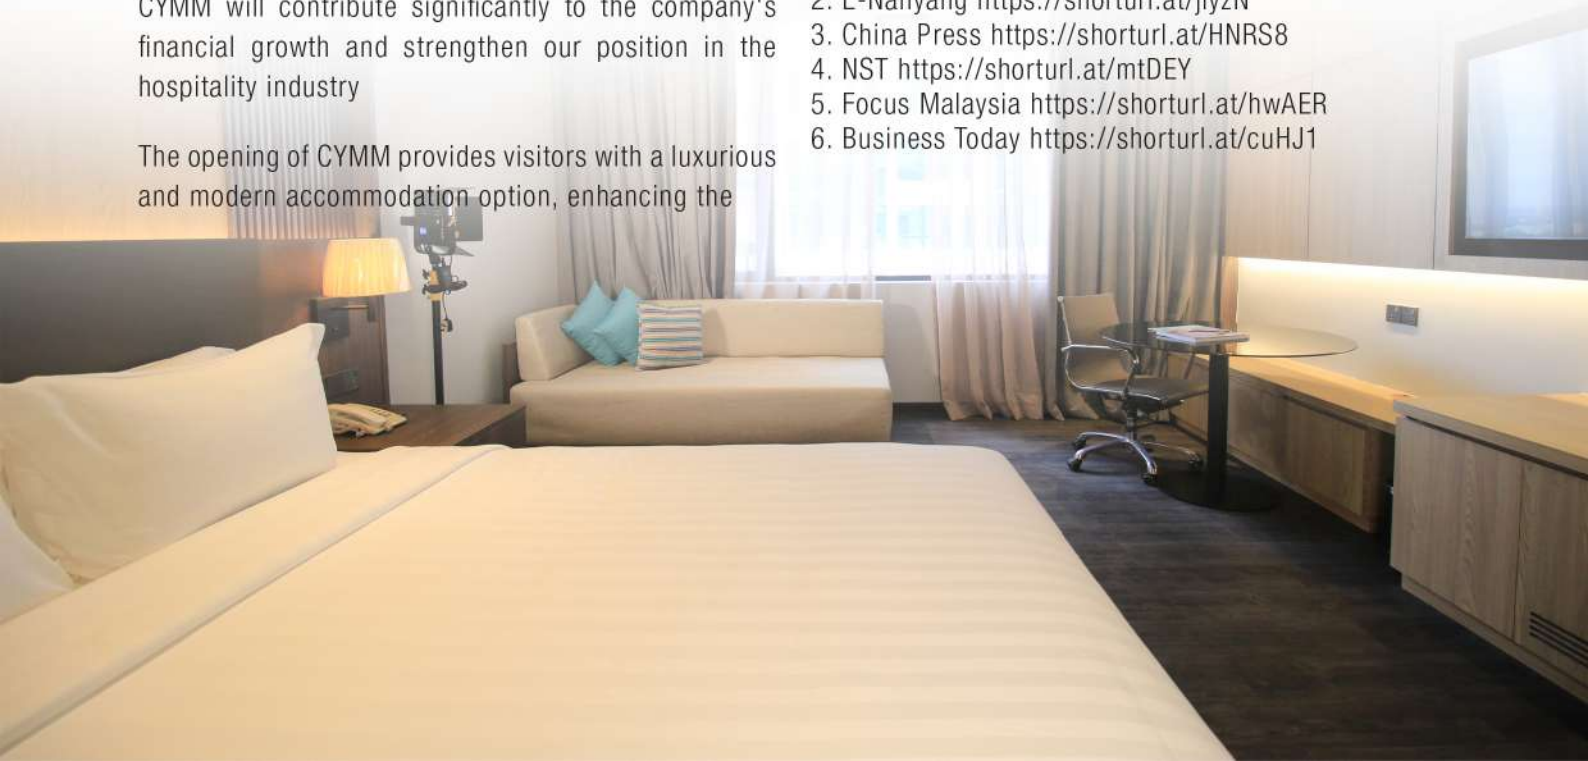 CYMM will contribute significantly to the company's
financial growth and strengthen our position in the
hospitality industry
The opening of CYMM provides visitors with a luxurious
and modern accommodation option, enhancing the
2. E-Nanyang
3. China Press https://shorturl.at/HNRS8
4. NST https://shorturl.at/mtDEY
5. Focus Malaysia https://shorturl.at/hwAER
6. Business Today https://shorturl.at/cuHJ1